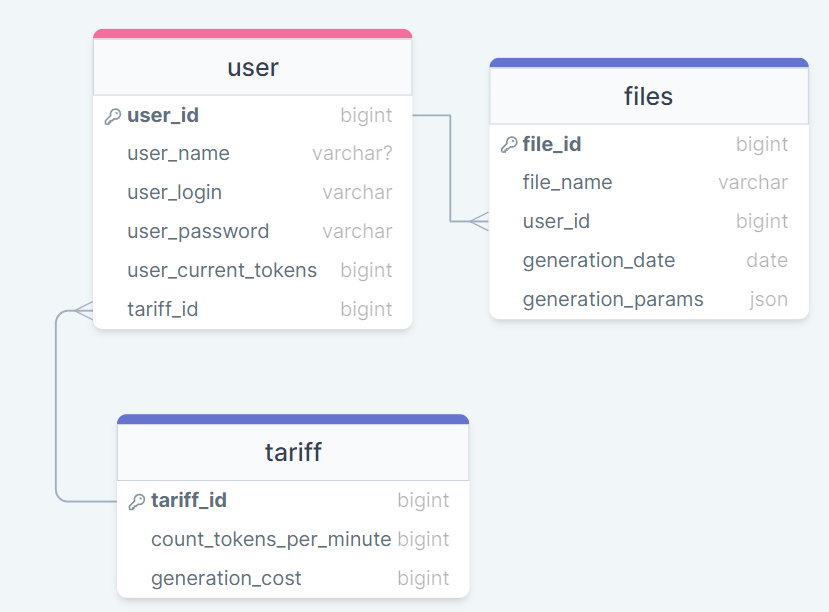 user
user_id bigint
user_name varchar?
user_login varchar
user_password varchar
user_current_tokens bigint
tariff_id bigint
files
file_id bigint
file_name varchar
user_id bigint
generation_date date
generation_params json
tariff
tariff_id bigint
count_tokens_per_minute bigint
generation_cost bigint